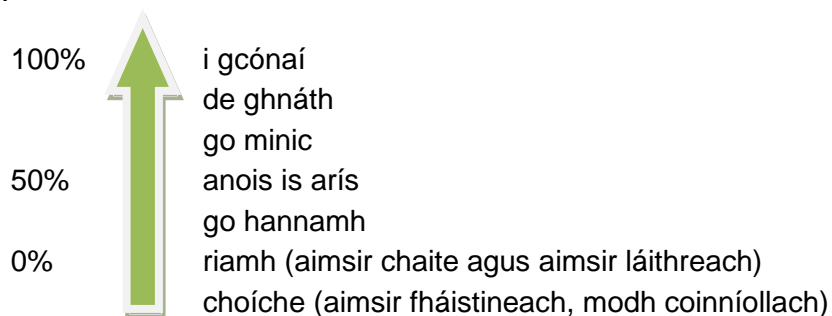 100% i gcónaí
de ghnáth
go minic
50% anois is arís
go hannamh
0% riamh (aimsir chaite agus aimsir láithreach)
choíche (aimsir fháistineach, modh coinníollach)